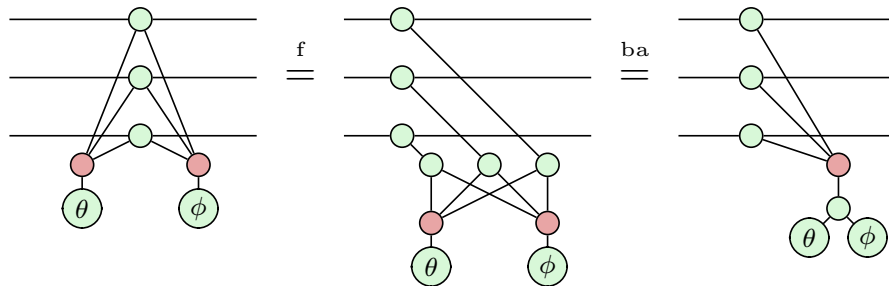 f
=
ba
=
θ ϕ
θ ϕ
θ ϕ